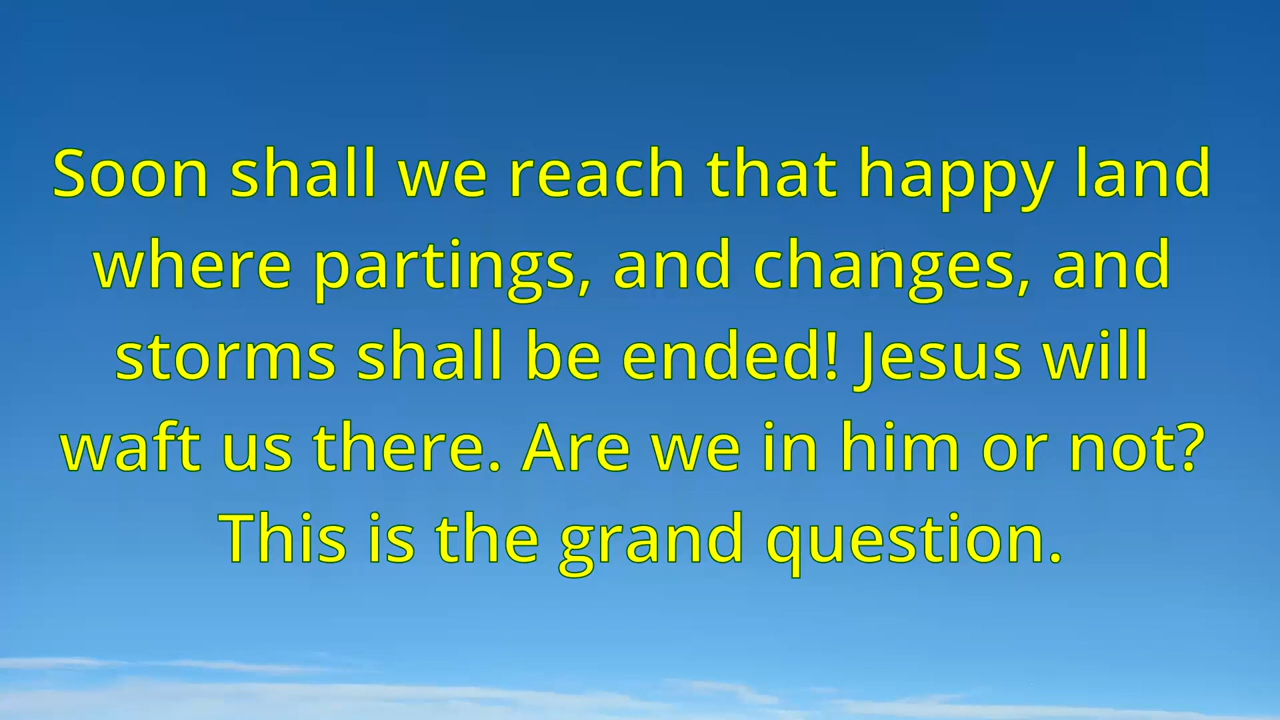 Soon shall we reach that happy land
where partings, and changes, and
storms shall be ended! Jesus will
waft us there. Are we in him or not?
This is the grand question.